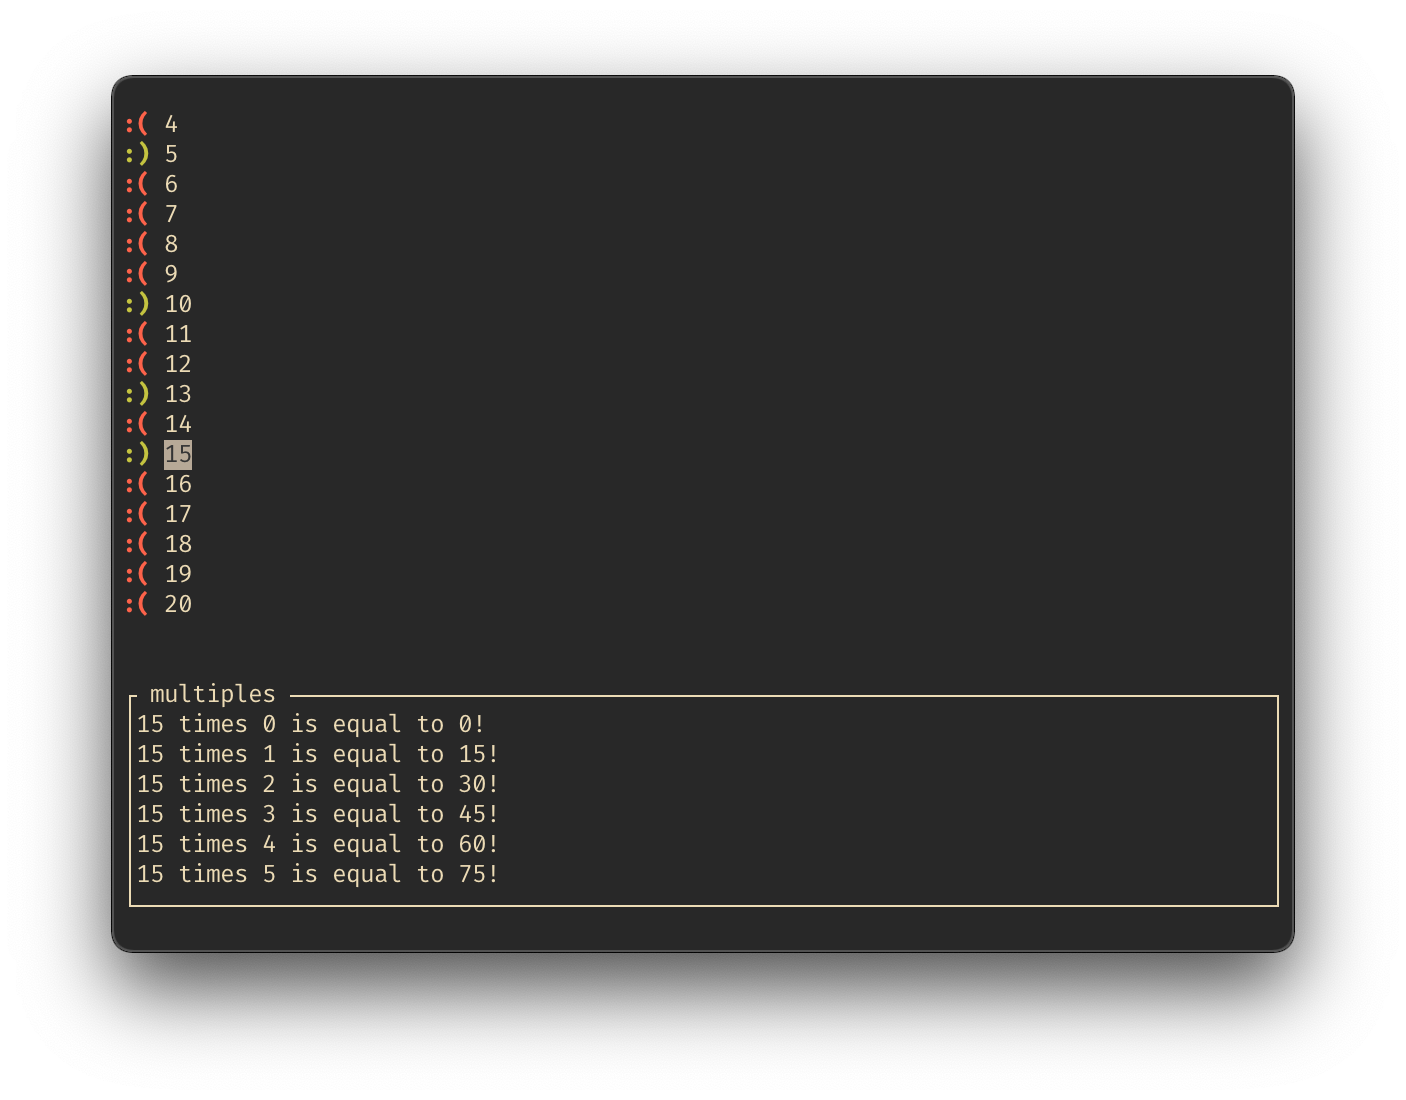 :( 4
:) 5
:( 6
:( 7
:( 8
:( 9
:) 10
:( 11
:( 12
:) 13
:( 14
:) 15
:( 16
:( 17
:( 18
:( 19
:( 20
multiples
15 times 0 is equal to 0!
15 times 1 is equal to 15!
15 times 2 is equal to 30!
15 times 3 is equal to 45!
15 times 4 is equal to 60!
15 times 5 is equal to 75!